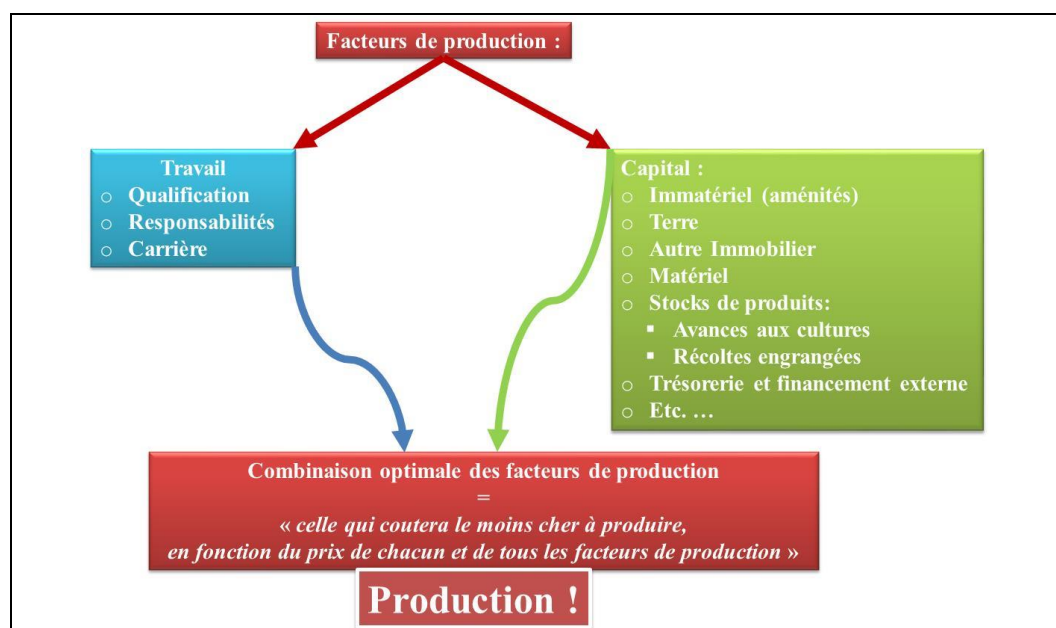 Facteurs de production :
Travail
o Qualification
o Responsabilités
o Carrière
Capital :
o Immatériel (aménités)
o Terre
o Autre Immobilier
o Matériel
o Stocks de produits:
▪ Avances aux cultures
▪ Récoltes engrangées
o Trésorerie et financement externe
o Etc. …
Combinaison optimale des facteurs de production
=
« celle qui coutera le moins cher à produire,
en fonction du prix de chacun et de tous les facteurs de production »
Production !